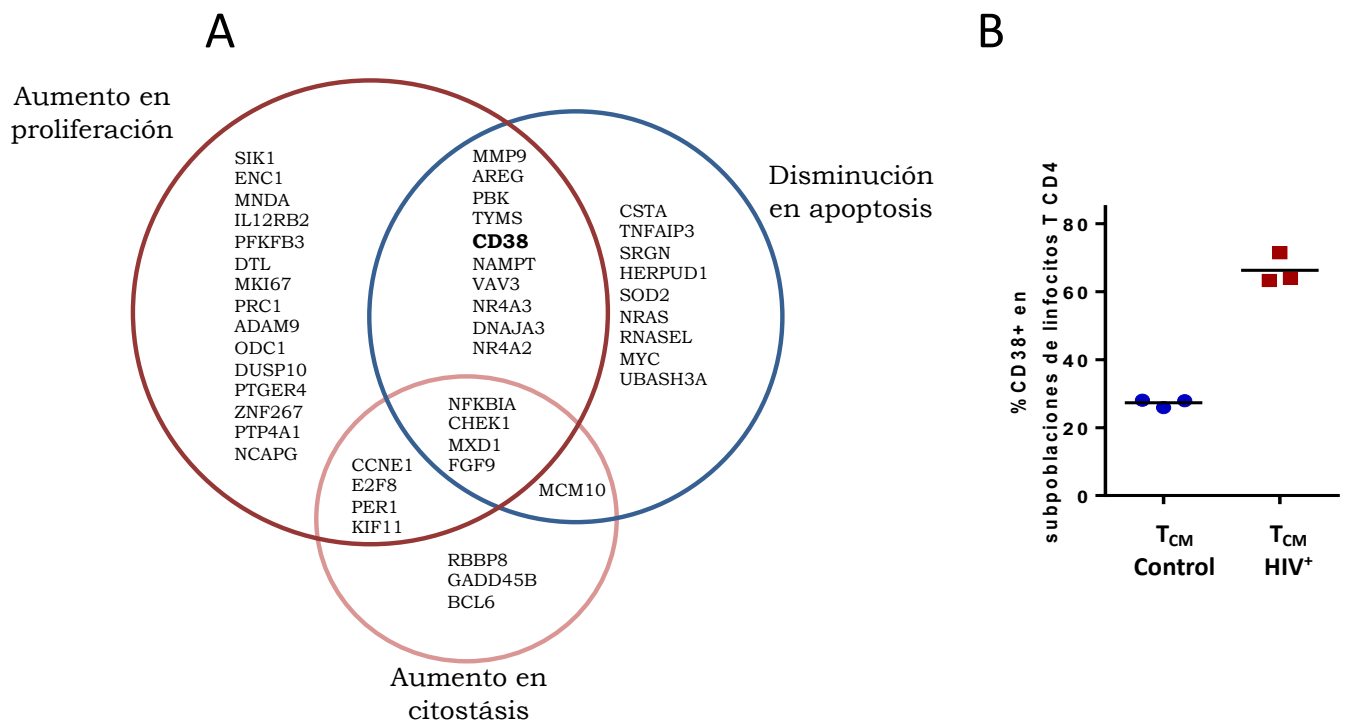 A
Aumento en
proliferación
SIK1
ENC1
MNDA
IL12RB2
PFKFB3
DTL
MKI67
PRC1
ADAM9
ODC1
DUSP10
PTGER4
ZNF267
PTP4A1
NCAPG
MMP9
AREG
PBK
TYMS
CD38
NAMPT
VAV3
NR4A3
DNAJA3
NR4A2
Disminución
en apoptosis
CSTA
TNFAIP3
SRGN
HERPUD1
SOD2
NRAS
RNASEL
MYC
UBASH3A
NFKBIA
CHEK1
MXD1
FGF9
CCNE1
E2F8
PER1
KIF11
MCM10
RBBP8
GADD45B
BCL6
Aumento en
citostásis
B
% CD38+ en
subpoblaciones de linfocitos T CD4
80
60
40
20
0
TCM
Control
TCM
HIV+